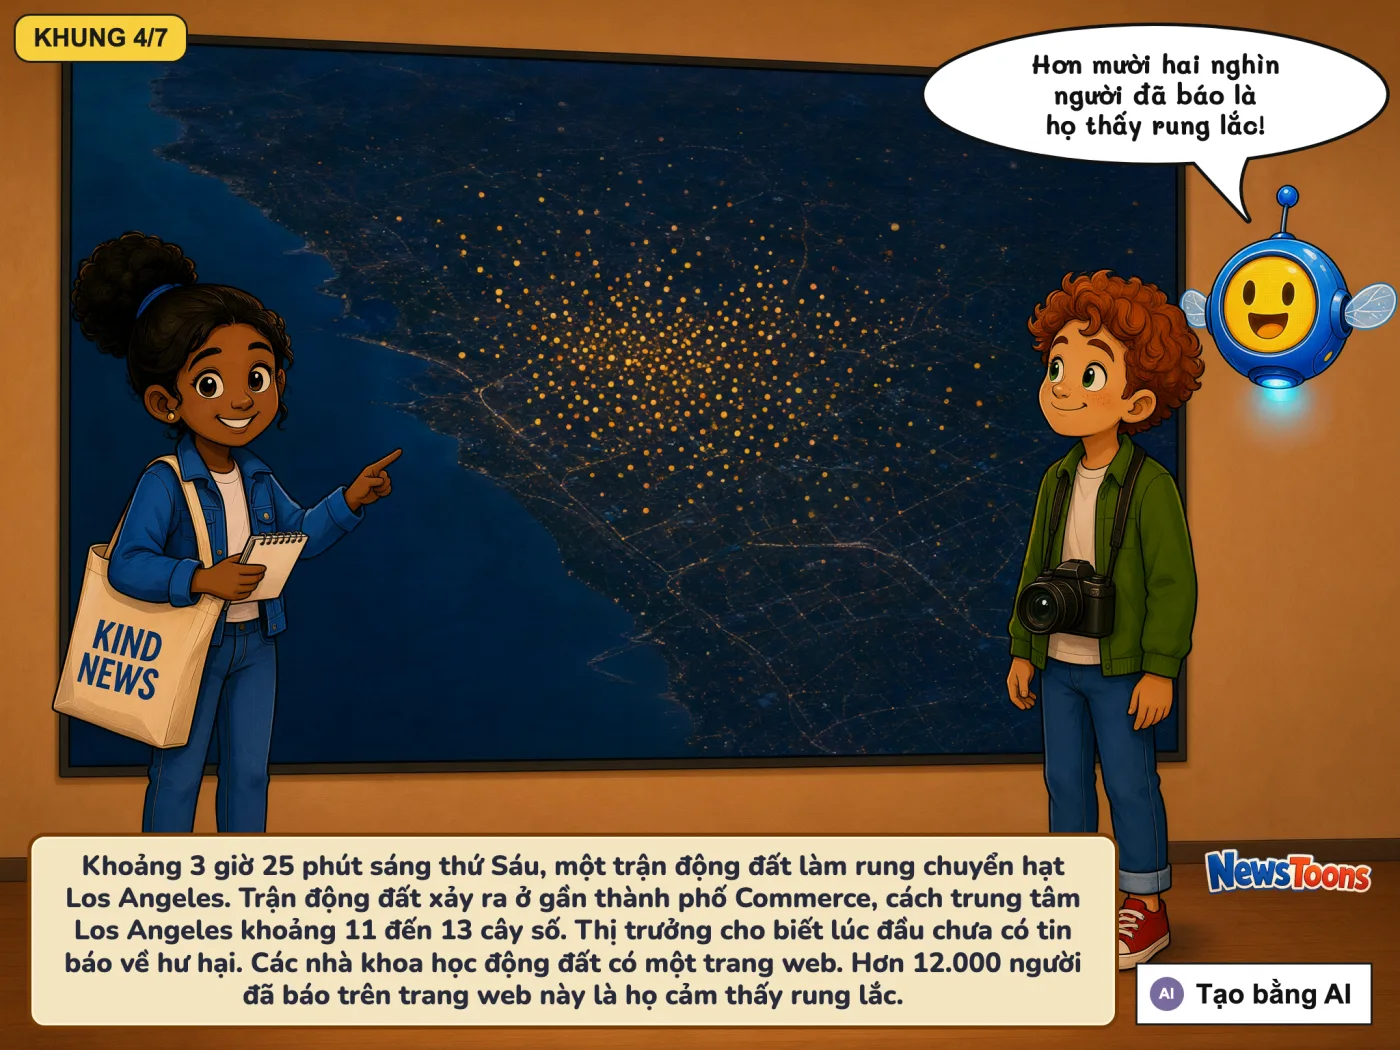 KHUNG 4/7
Hơn mười hai nghìn
người đã báo là
họ thấy rung lắc!
KIND
NEWS
Khoảng 3 giờ 25 phút sáng thứ Sáu, một trận động đất làm rung chuyển hạt
Los Angeles. Trận động đất xảy ra ở gần thành phố Commerce, cách trung tâm
Los Angeles khoảng 11 đến 13 cây số. Thị trưởng cho biết lúc đầu chưa có tin
báo về hư hại. Các nhà khoa học động đất có một trang web. Hơn 12.000 người
đã báo trên trang web này là họ cảm thấy rung lắc.
NEWSTOONS
AI Tạo bằng AI